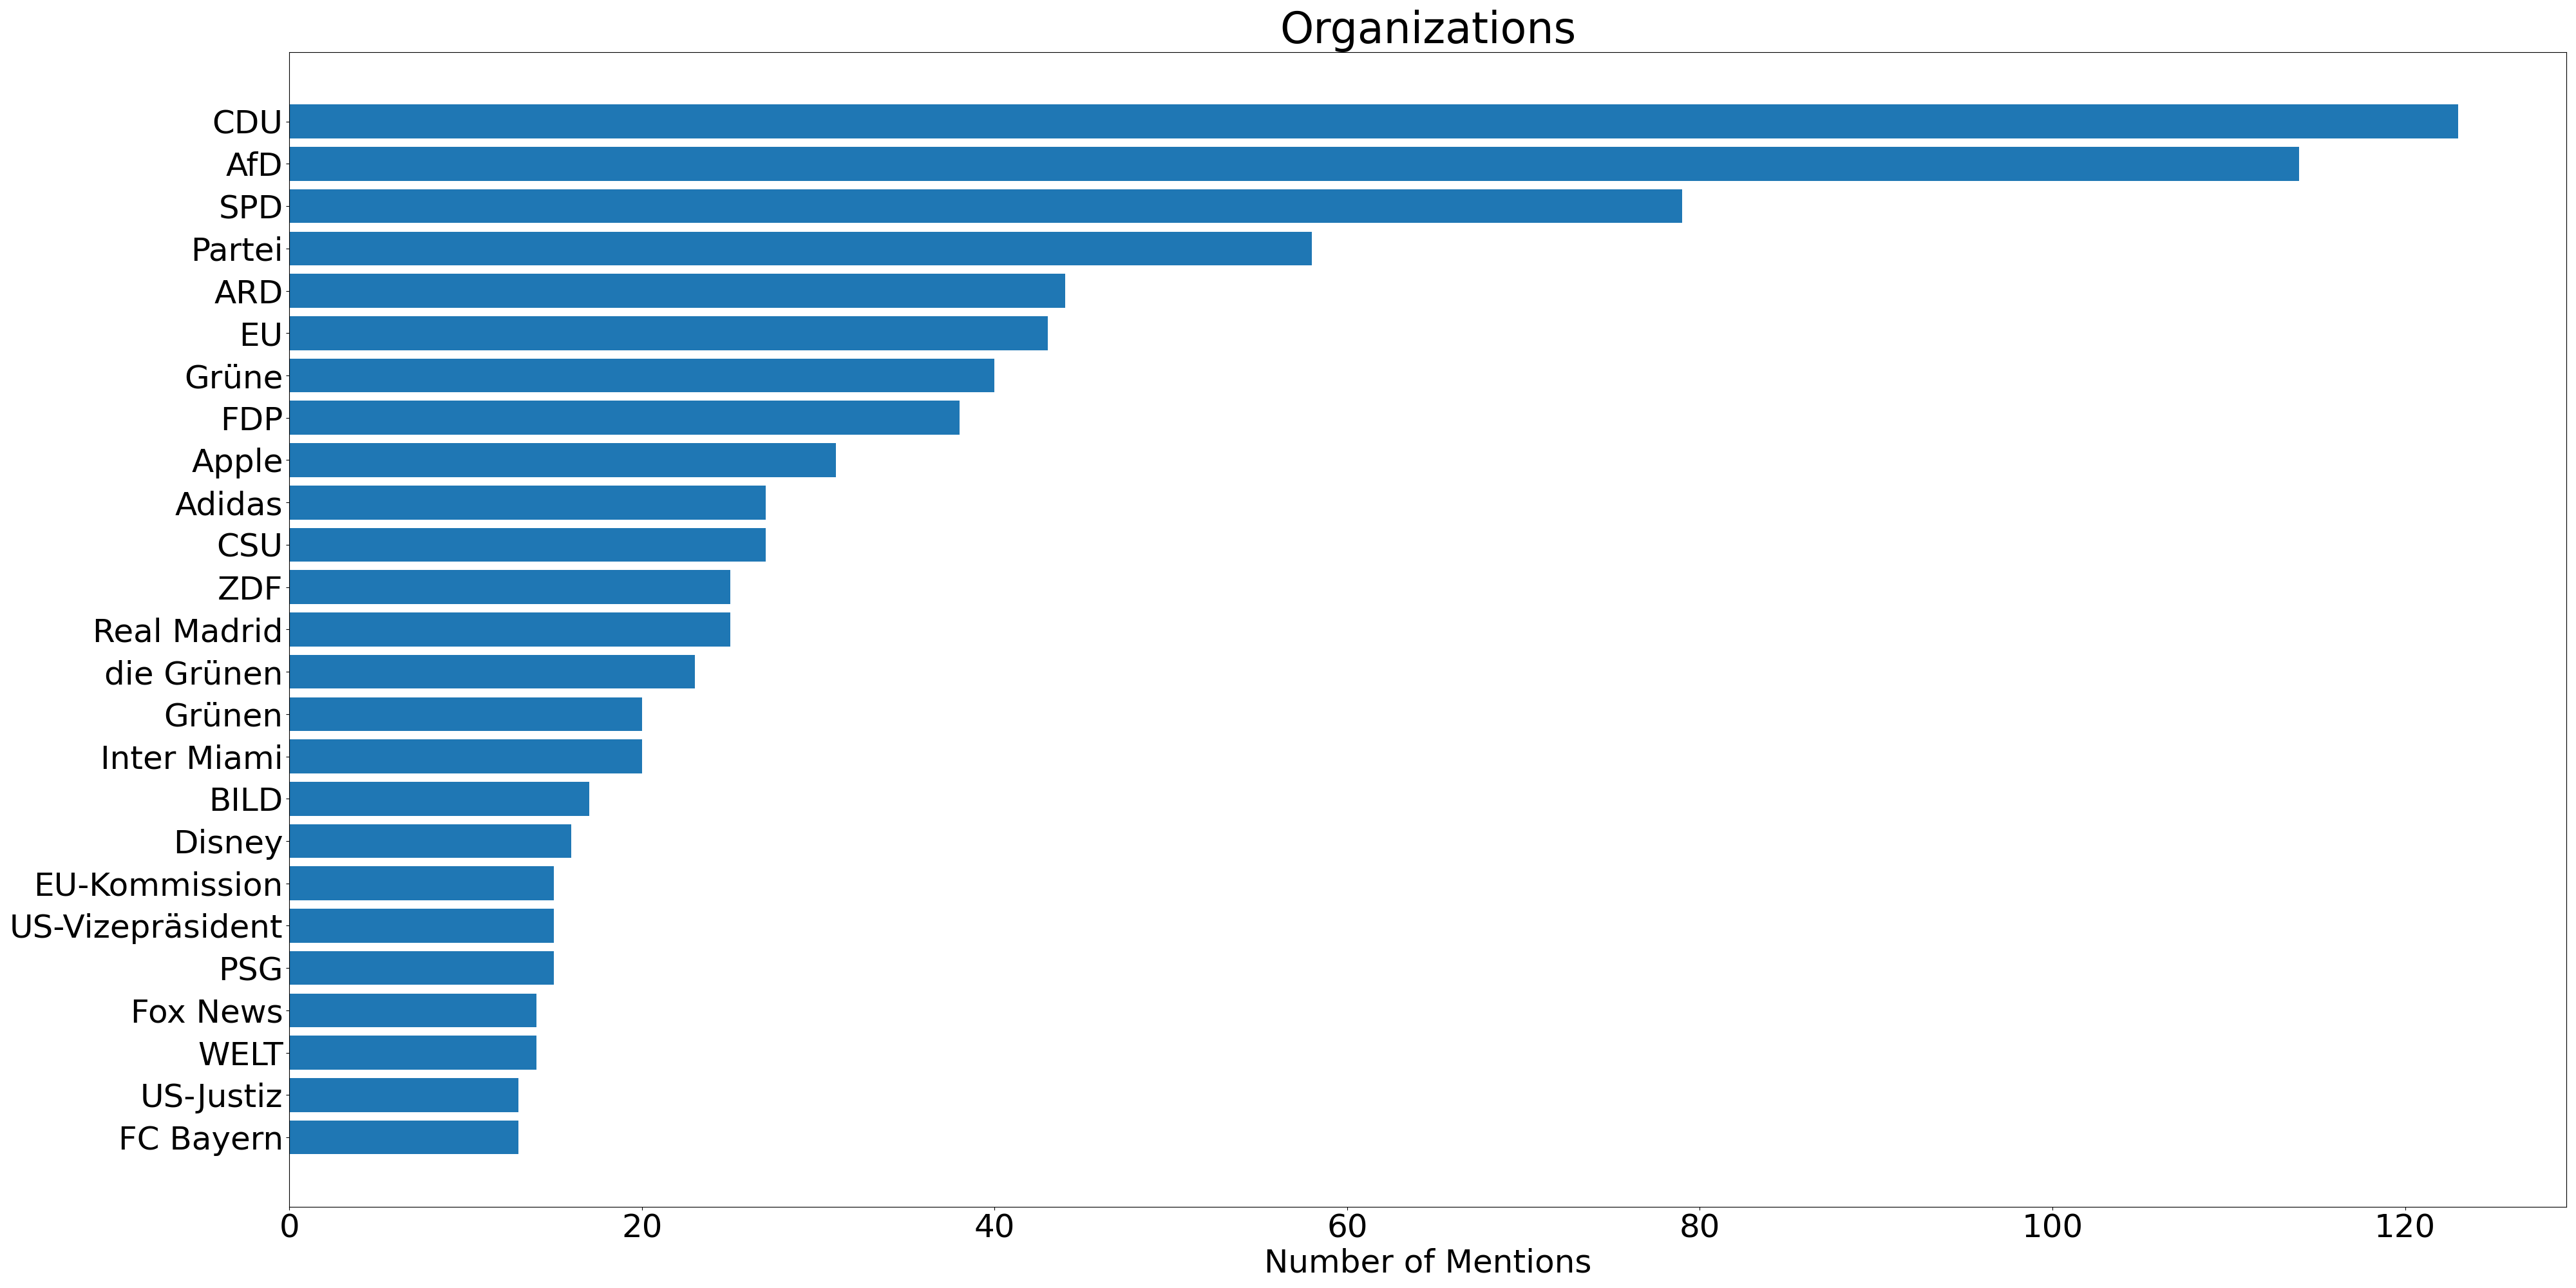 Organizations
CDU
AfD
SPD
Partei
ARD
EU
Grüne
FDP
Apple
Adidas
CSU
ZDF
Real Madrid
die Grünen
Grünen
Inter Miami
BILD
Disney
EU-Kommission
US-Vizepräsident
PSG
Fox News
WELT
US-Justiz
FC Bayern
0 20 40 60 80 100 120
Number of Mentions